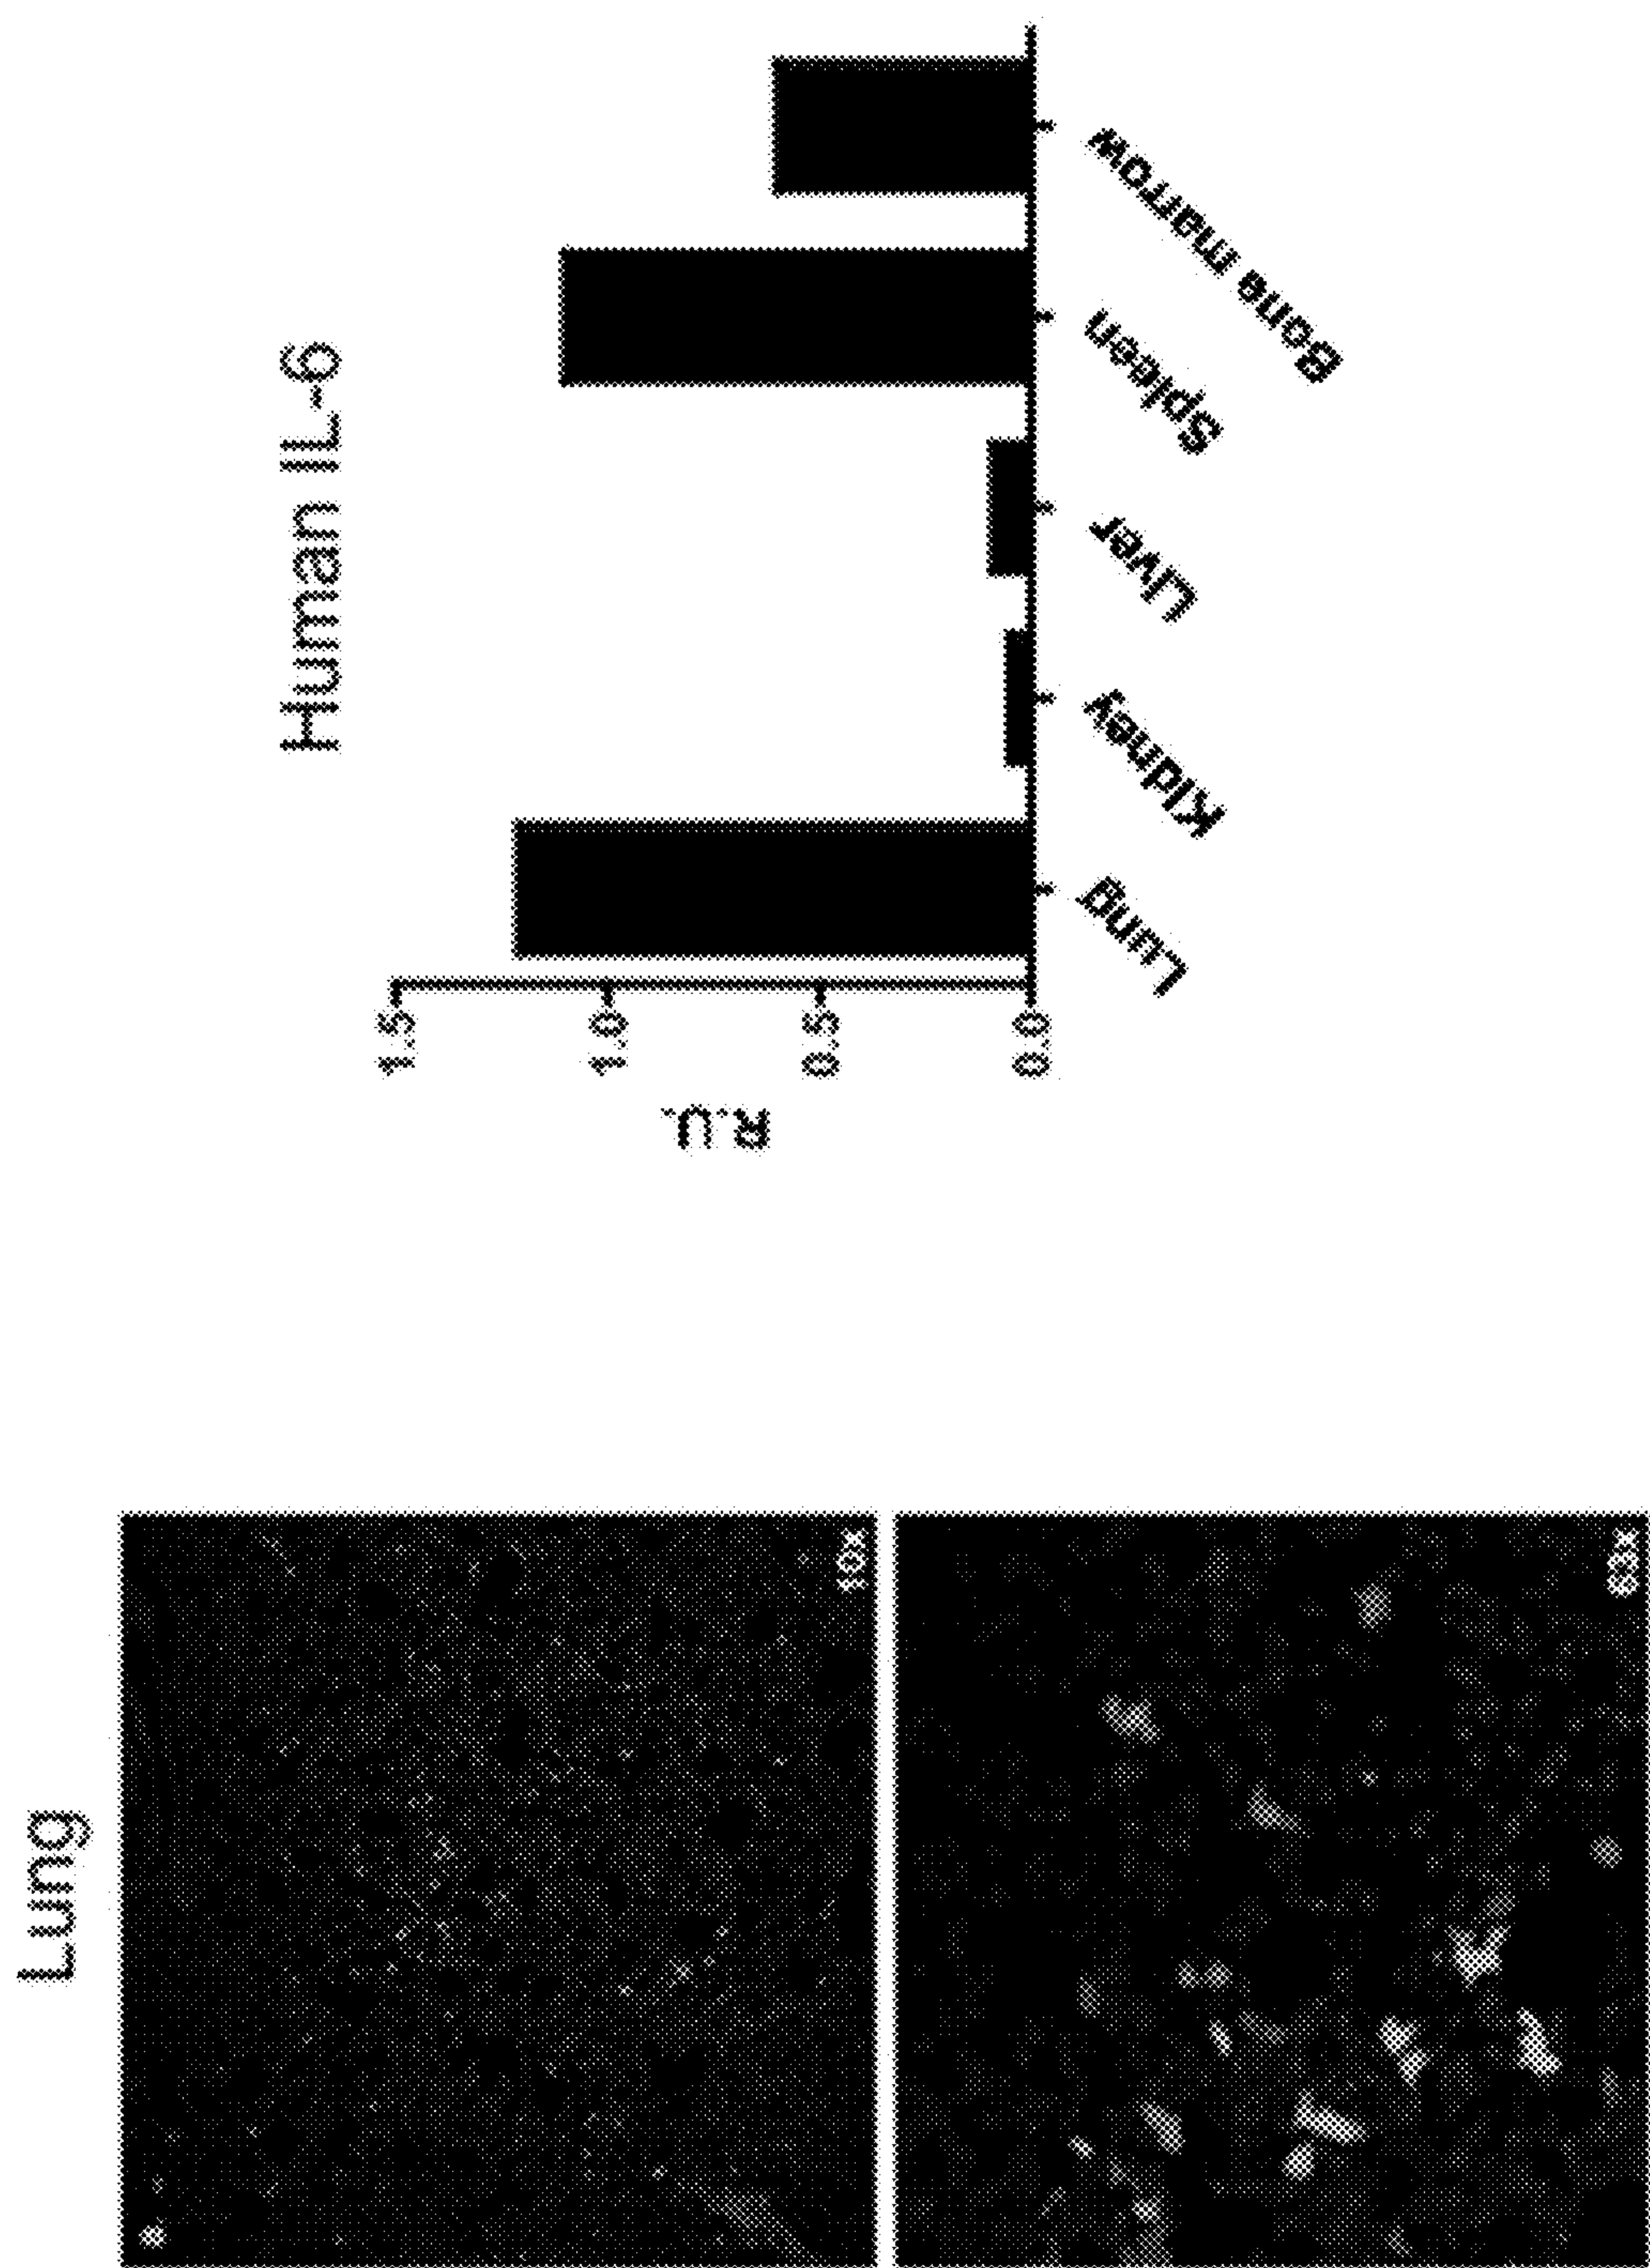 Lung
10x
63x
Human IL-6
R.U.
1.5
1.0
0.5
0.0
Lung
Kidney
Liver
Spleen
Bone marrow